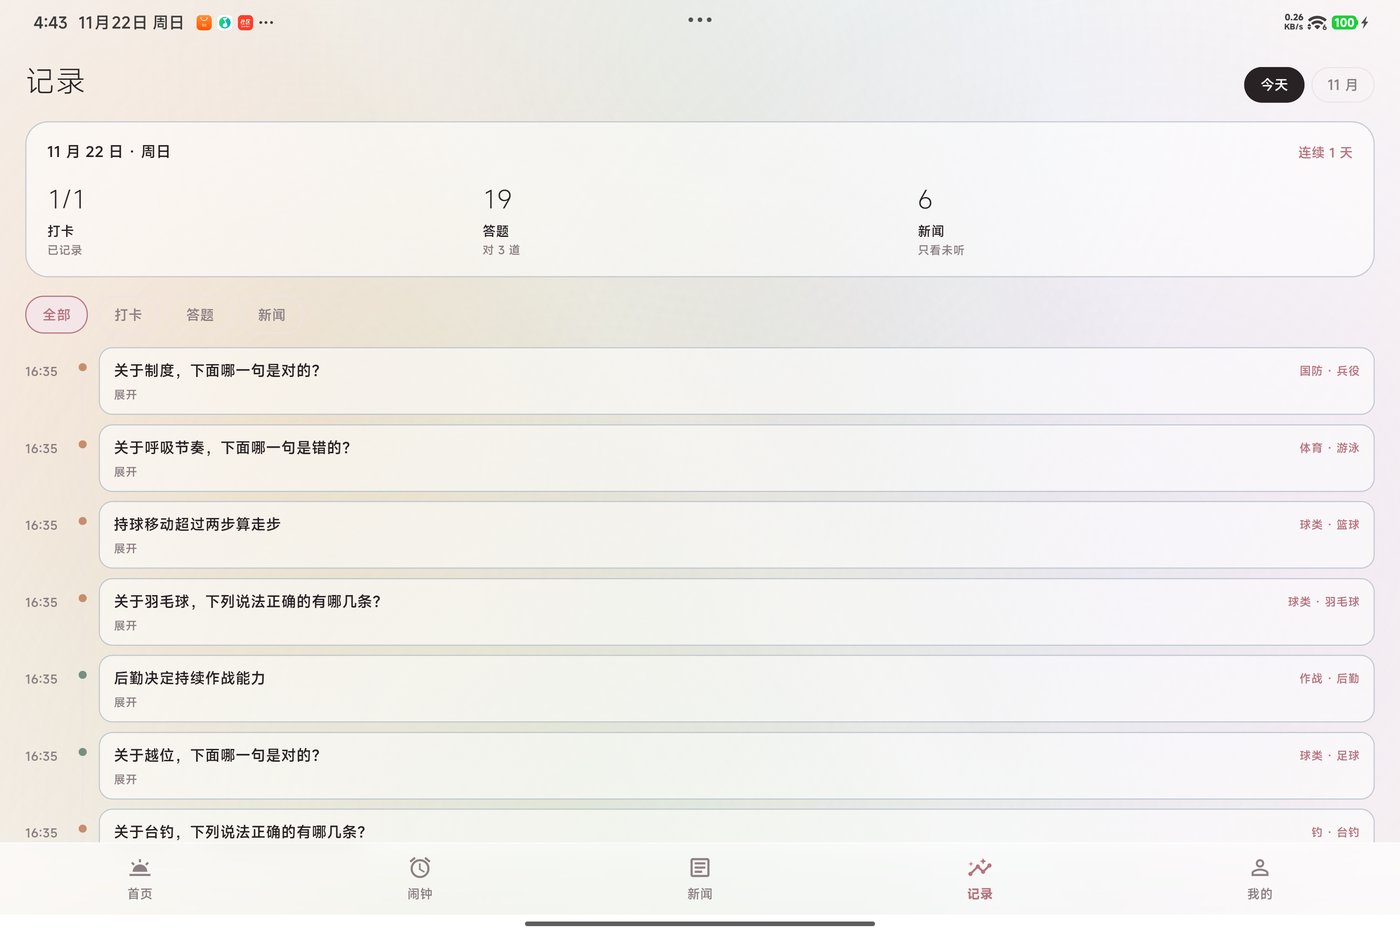 4:43 11月22日 周日
0.26 KB/s 100
记录
今天 11 月
11 月 22 日 · 周日
连续 1 天
1/1 19 6
打卡 答题 新闻
已记录 对 3 道 只看未听
全部 打卡 答题 新闻
16:35 关于制度，下面哪一句是对的？ 国防 · 兵役
展开
16:35 关于呼吸节奏，下面哪一句是错的？ 体育 · 游泳
展开
16:35 持球移动超过两步算走步 球类 · 篮球
展开
16:35 关于羽毛球，下列说法正确的有哪几条？ 球类 · 羽毛球
展开
16:35 后勤决定持续作战能力 作战 · 后勤
展开
16:35 关于越位，下面哪一句是对的？ 球类 · 足球
展开
16:35 关于台钓，下列说法正确的有哪几条？ 钓 · 台钓
首页 闹钟 新闻 记录 我的